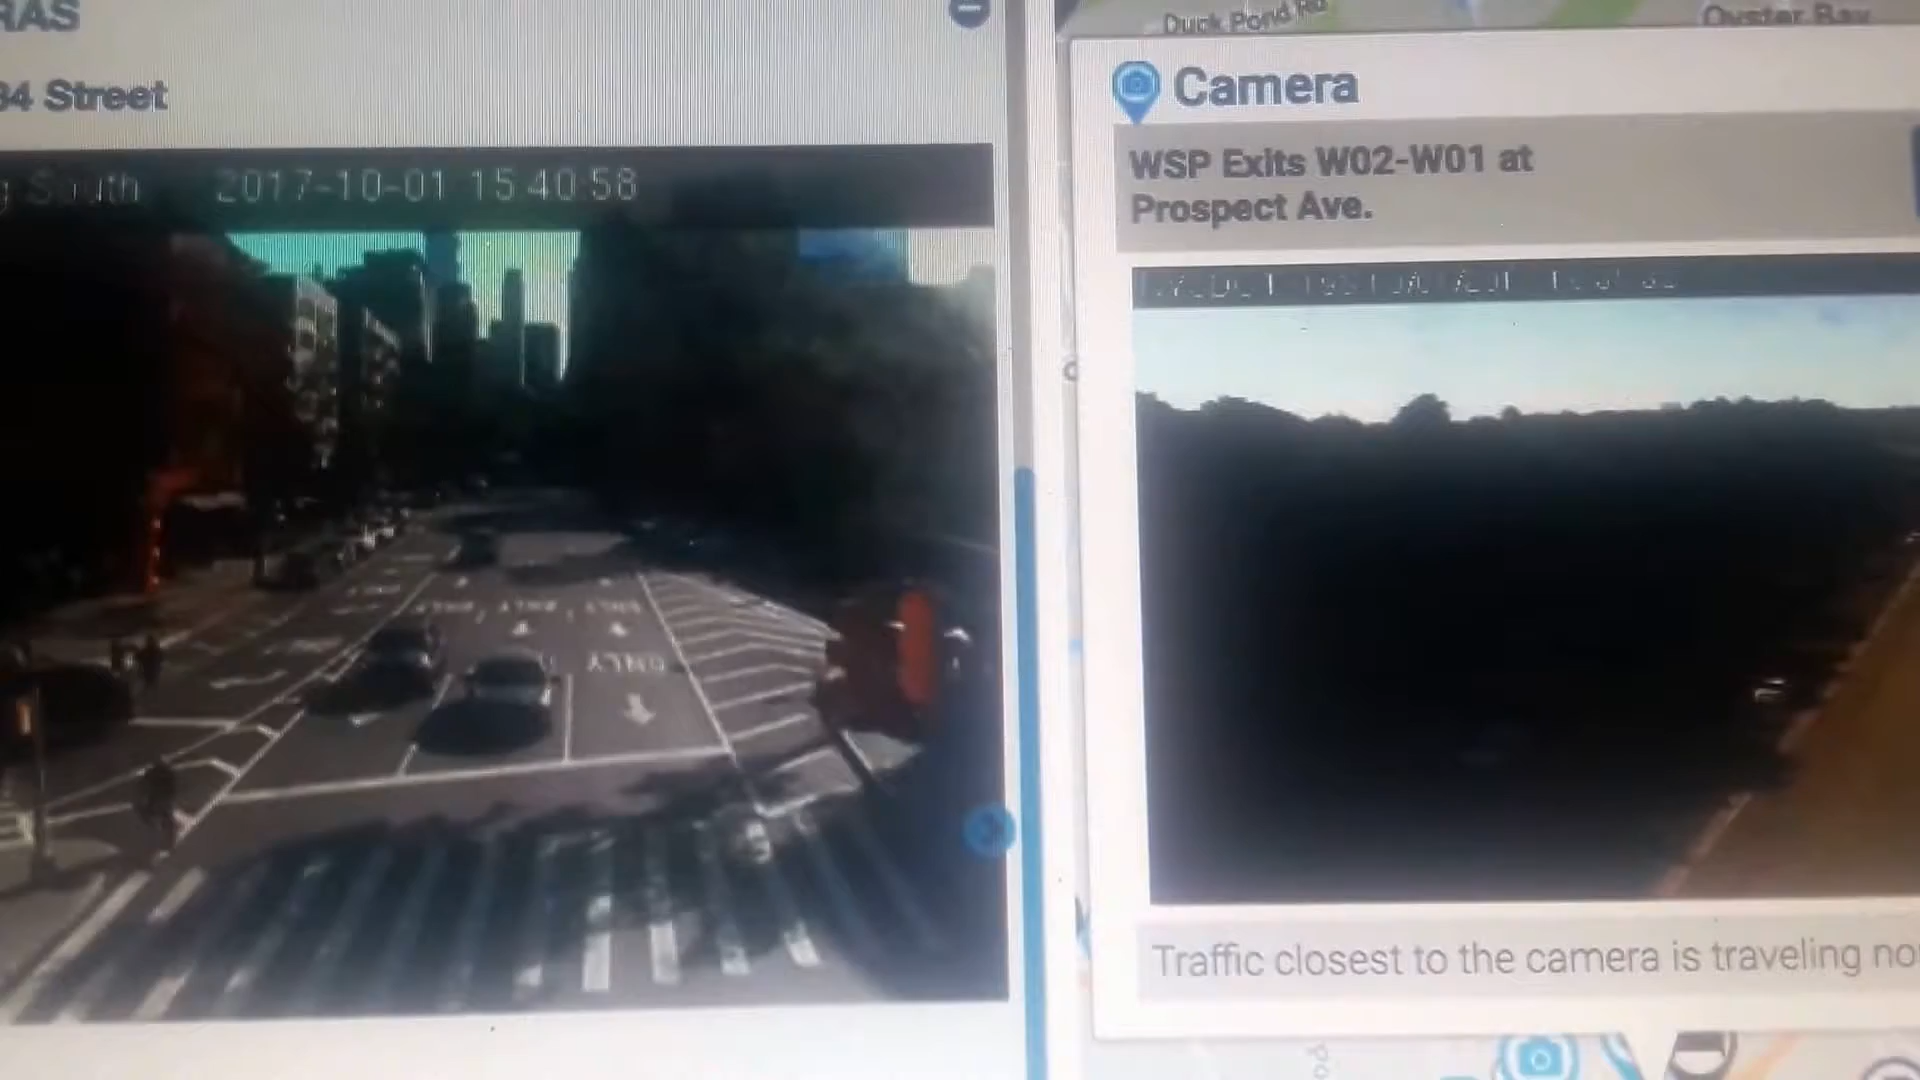 RAS
34 Street
g South 2017-10-01 15:40:58
ONLY
Duck Pond Rd
Oyster Bay
Camera
WSP Exits W02-W01 at
Prospect Ave.
Traffic closest to the camera is traveling no